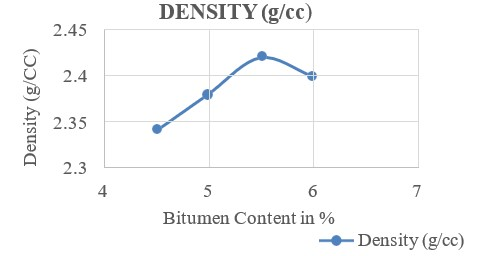 DENSITY (g/cc)
2.45
2.4
2.35
2.3
Density (g/CC)
4 5 6 7
Bitumen Content in %
Density (g/cc)